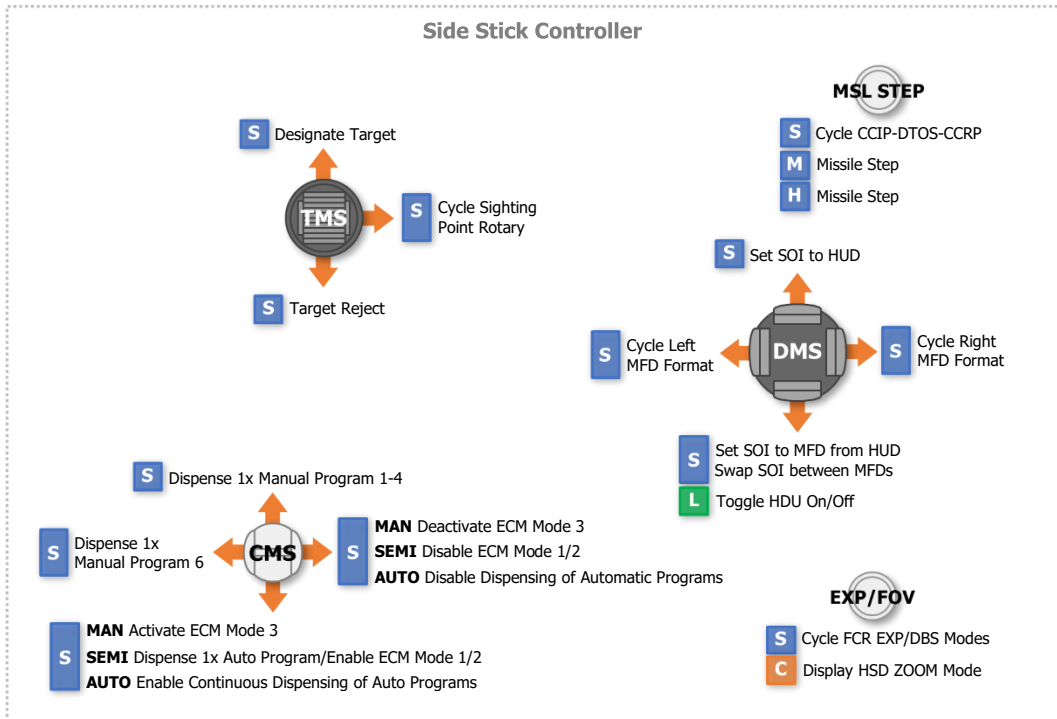 Side Stick Controller
MSL STEP
S Cycle CCIP-DTOS-CCRP
M Missile Step
H Missile Step
S Designate Target
TMS
S Cycle Sighting
Point Rotary
S Target Reject
S Set SOI to HUD
S Cycle Left
MFD Format
DMS
S Cycle Right
MFD Format
S Set SOI to MFD from HUD
Swap SOI between MFDs
L Toggle HDU On/Off
S Dispense 1x Manual Program 1-4
S Dispense 1x
Manual Program 6
CMS
S MAN Deactivate ECM Mode 3
SEMI Disable ECM Mode 1/2
AUTO Disable Dispensing of Automatic Programs
S MAN Activate ECM Mode 3
SEMI Dispense 1x Auto Program/Enable ECM Mode 1/2
AUTO Enable Continuous Dispensing of Auto Programs
EXP/FOV
S Cycle FCR EXP/DBS Modes
C Display HSD ZOOM Mode